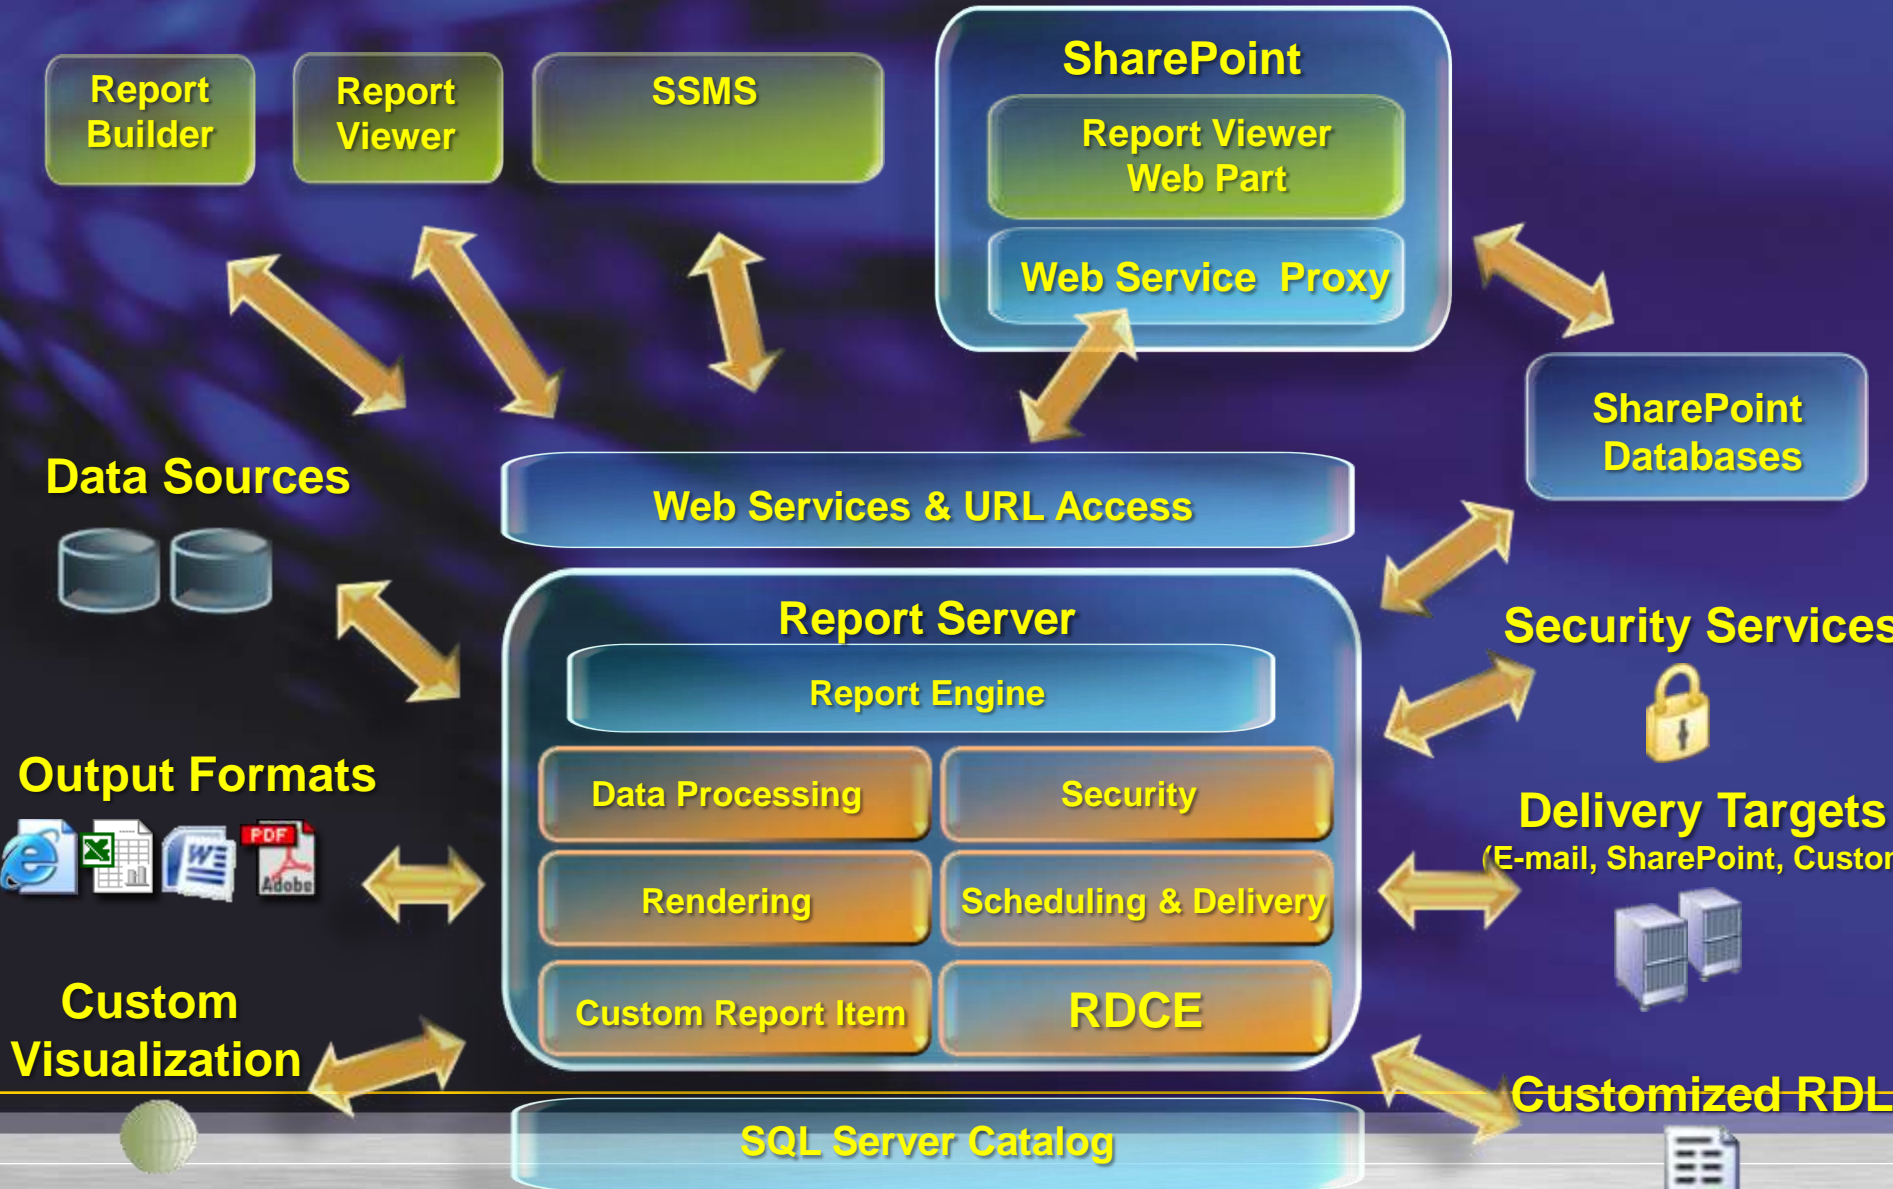 Report
Builder
Report
Viewer
SSMS
SharePoint
Report Viewer
Web Part
Web Service  Proxy
SharePoint
Databases
Data Sources
Web Services & URL Access
Report Server
Report Engine
Security Services
Output Formats
PDF
Adobe
Data Processing
Security
Delivery Targets
(E-mail, SharePoint, Custom
Rendering
Scheduling & Delivery
Custom
Visualization
Custom Report Item
RDCE
Customized RDL
SQL Server Catalog